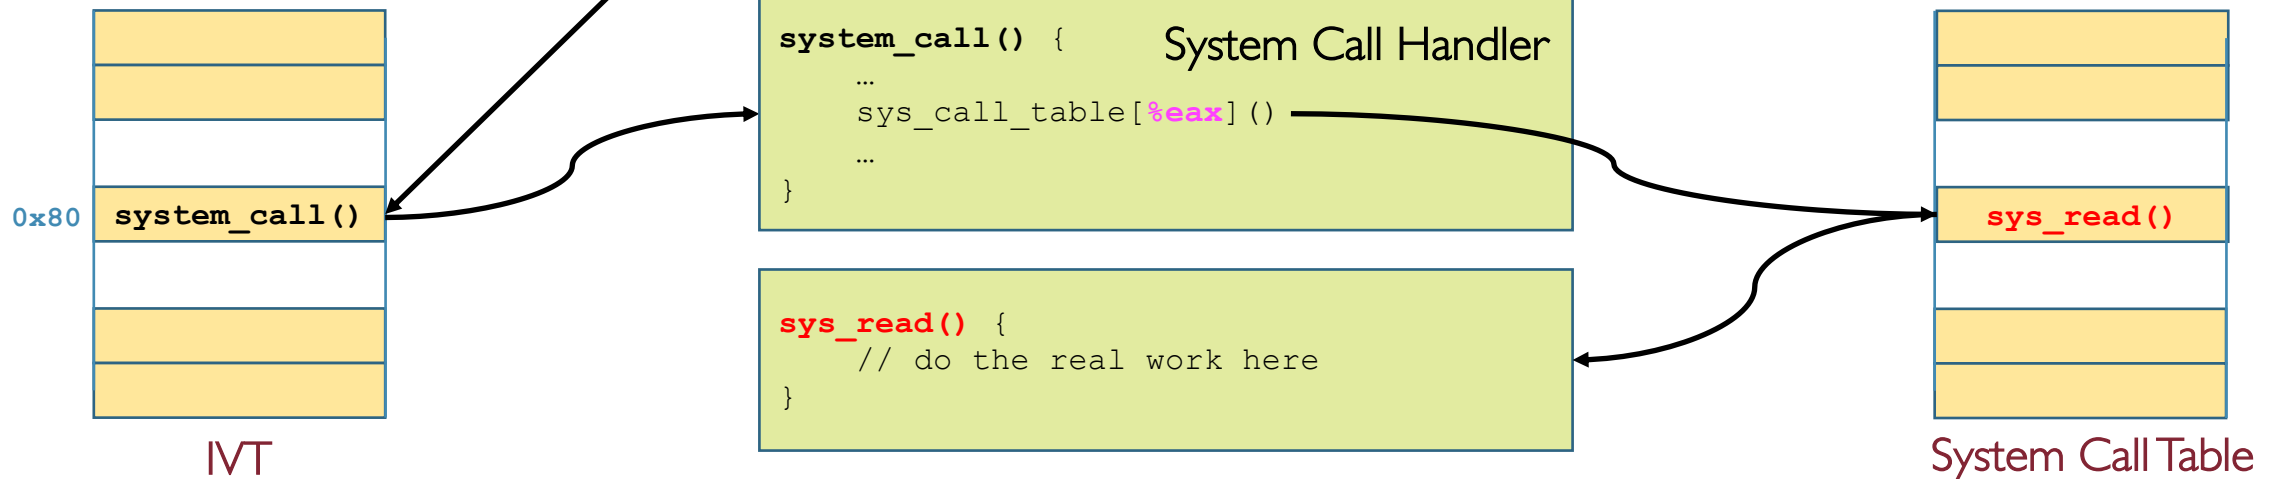 system_call() {
System Call Handler
…
sys_call_table[%eax]()
…
}
0x80
system_call()
sys_read()
sys_read() {
// do the real work here
}
IVT
System Call Table